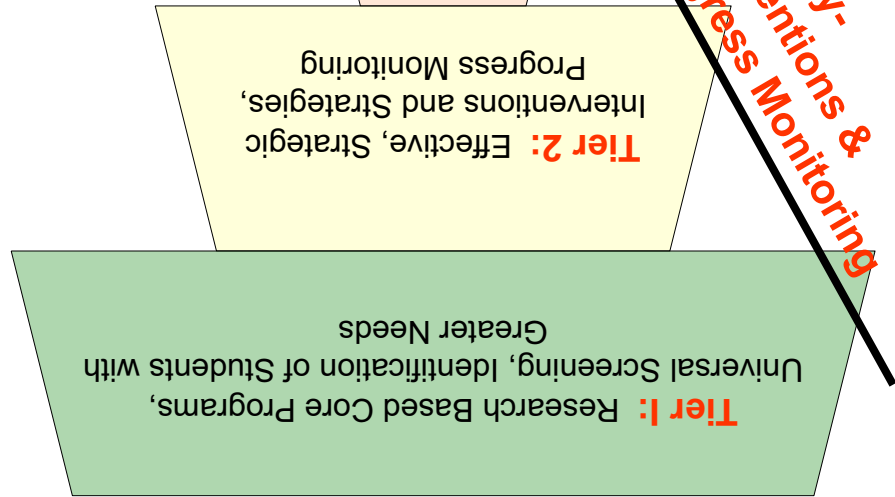 Tier I: Research Based Core Programs,
Universal Screening, Identification of Students with
Greater Needs
Tier 2: Effective, Strategic
Interventions and Strategies,
Progress Monitoring
y-
entions &
ress Monitoring